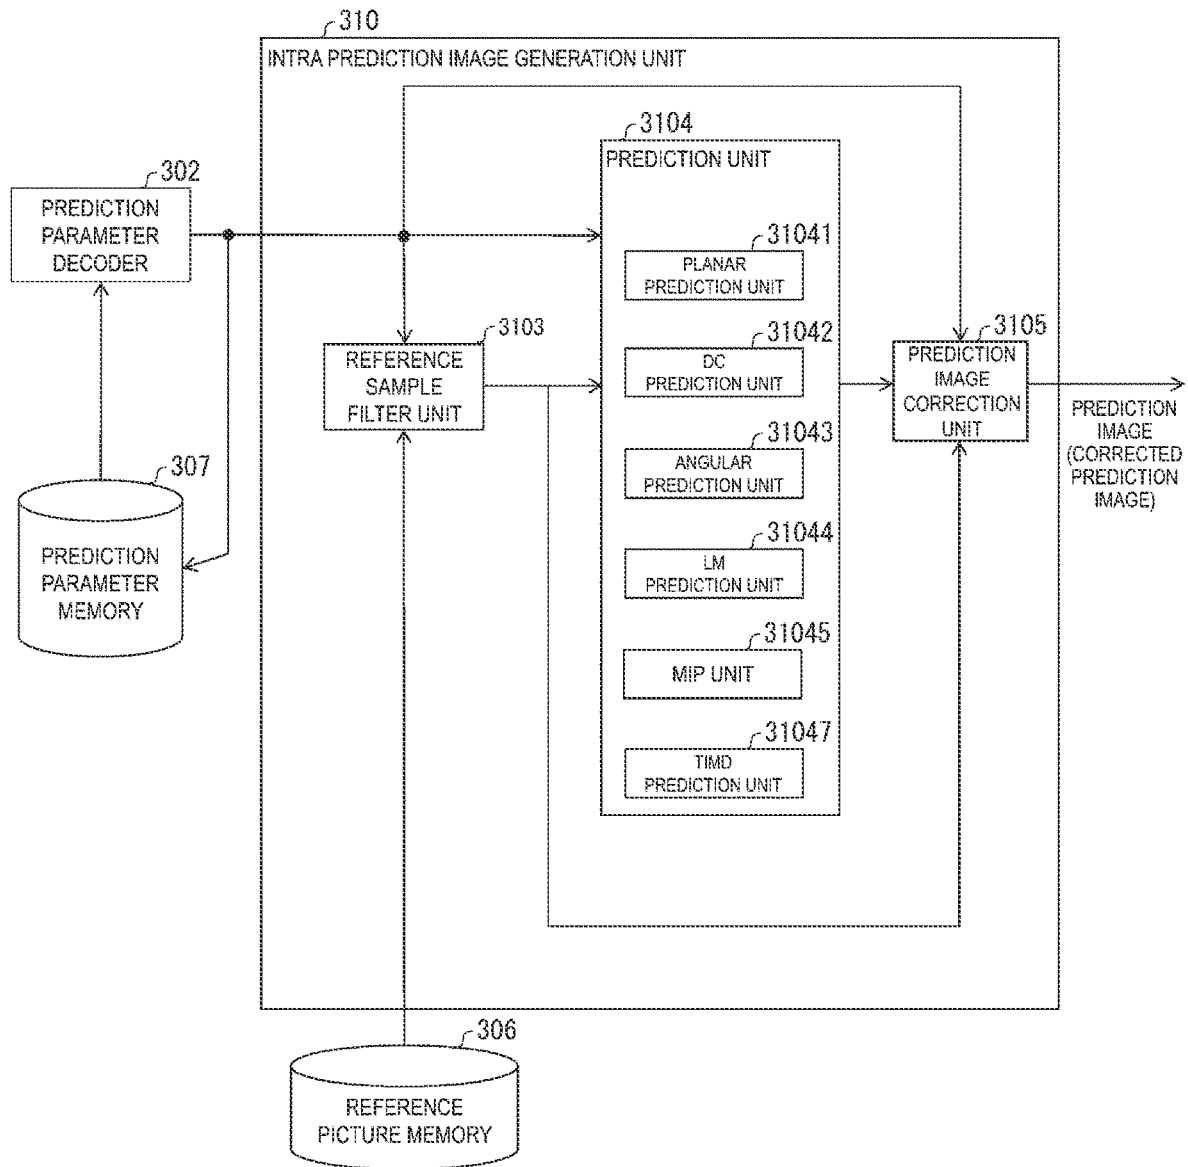 310
INTRA PREDICTION IMAGE GENERATION UNIT
3104
PREDICTION UNIT
302
PREDICTION
PARAMETER
DECODER
31041
PLANAR
PREDICTION UNIT
3103
REFERENCE
SAMPLE
FILTER UNIT
31042
DC
PREDICTION UNIT
3105
PREDICTION
IMAGE
CORRECTION
UNIT
PREDICTION
IMAGE
(CORRECTED
PREDICTION
IMAGE)
31043
ANGULAR
PREDICTION UNIT
307
PREDICTION
PARAMETER
MEMORY
31044
LM
PREDICTION UNIT
31045
MIP UNIT
31047
TIMD
PREDICTION UNIT
306
REFERENCE
PICTURE MEMORY